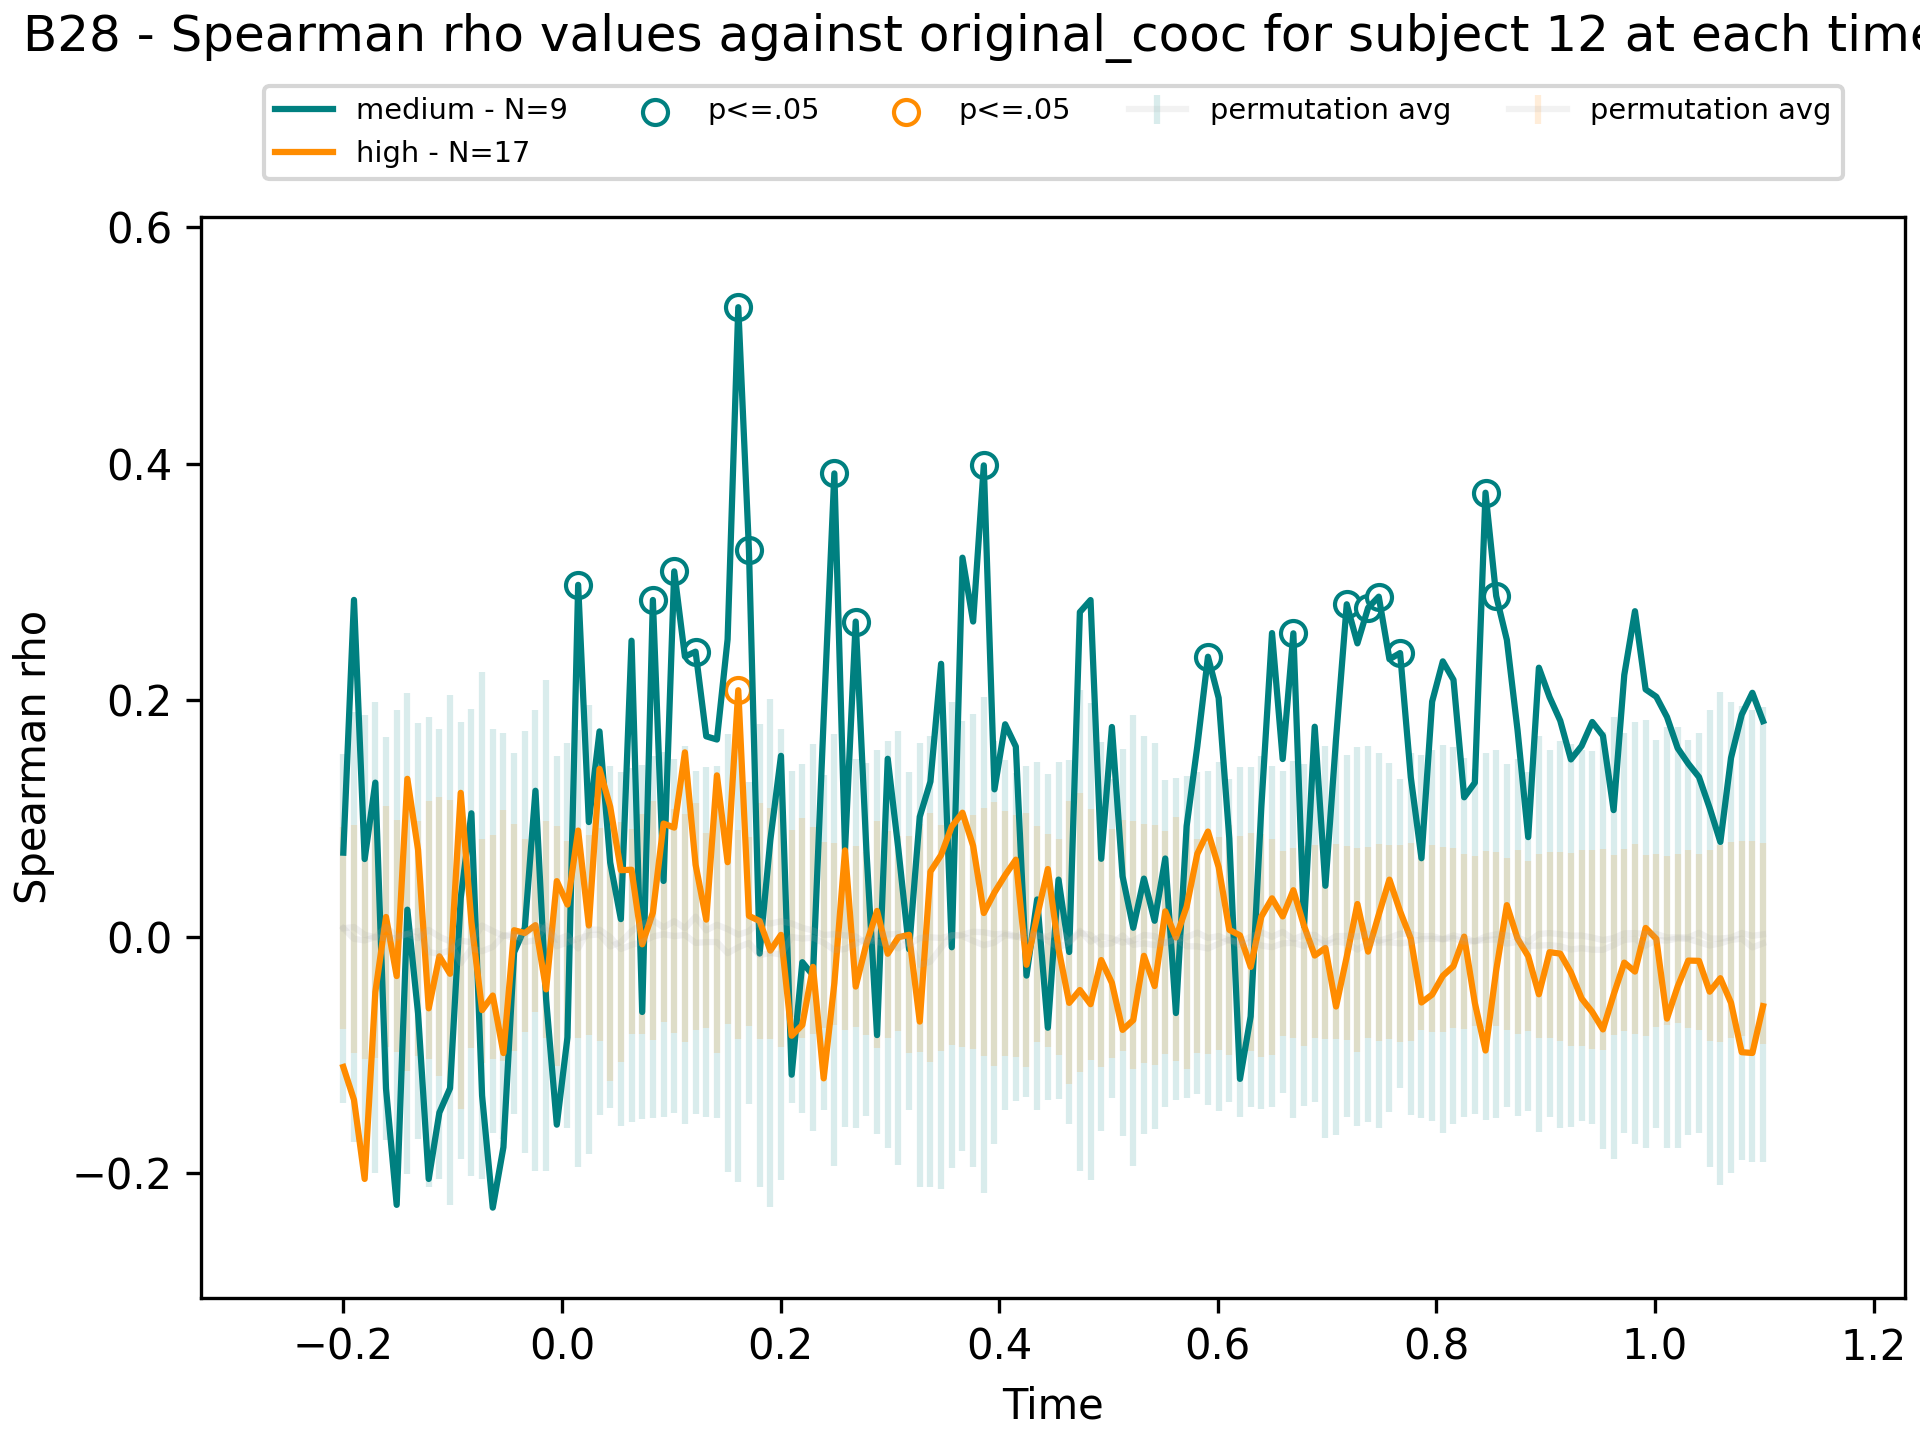 B28 - Spearman rho values against original_cooc for subject 12 at each time
medium - N=9
high - N=17
p<=.05
p<=.05
permutation avg
permutation avg
Spearman rho
0.6
0.4
0.2
0.0
−0.2
−0.2 0.0 0.2 0.4 0.6 0.8 1.0 1.2
Time